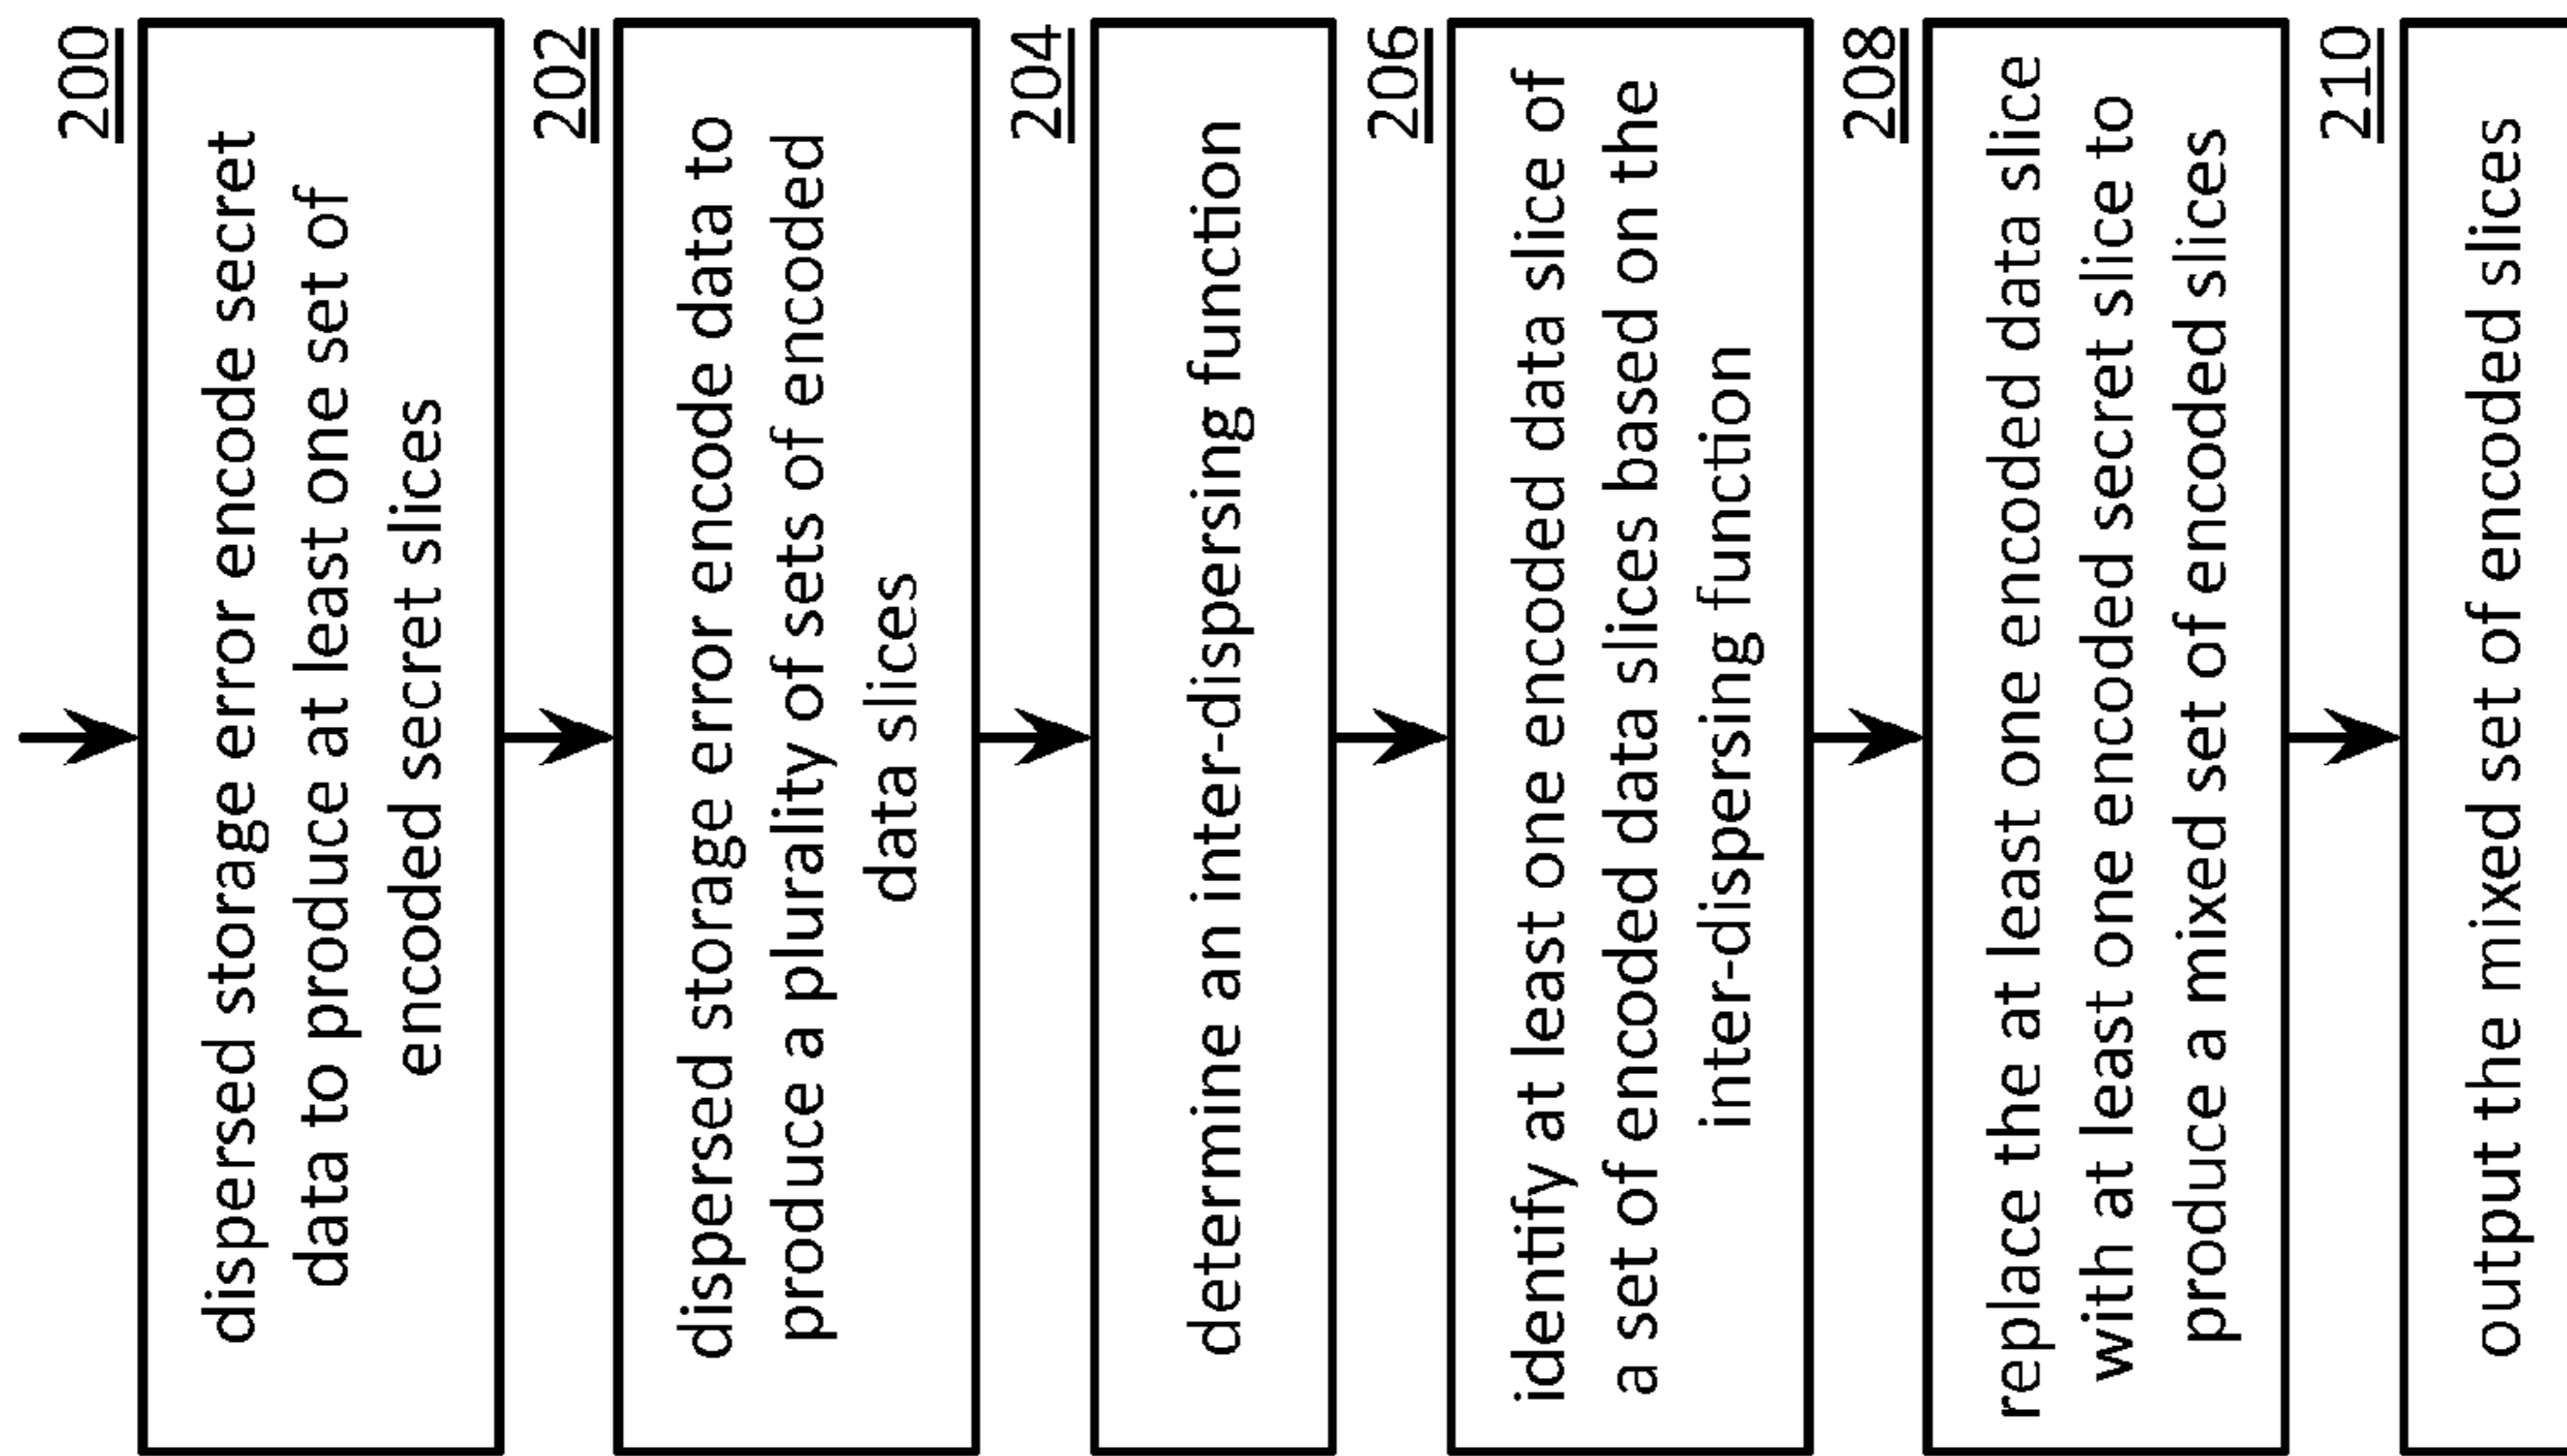 200
dispersed storage error encode secret
data to produce at least one set of
encoded secret slices
202
dispersed storage error encode data to
produce a plurality of sets of encoded
data slices
204
determine an inter-dispersing function
206
identify at least one encoded data slice of
a set of encoded data slices based on the
inter-dispersing function
208
replace the at least one encoded data slice
with at least one encoded secret slice to
produce a mixed set of encoded slices
210
output the mixed set of encoded slices